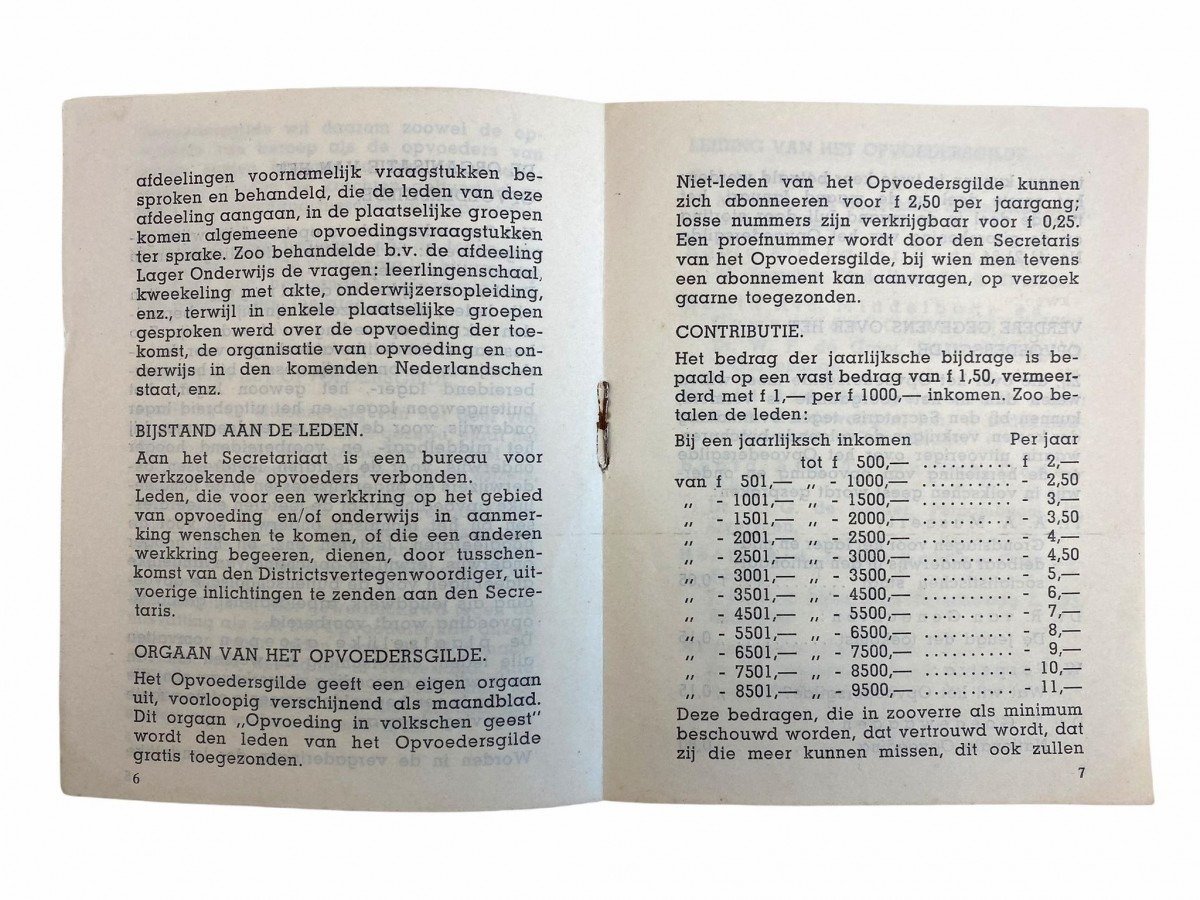 afdeelingen voornamelijk vraagstukken be-
sproken en behandeld, die de leden van deze
afdeeling aangaan, in de plaatselijke groepen
komen algemeene opvoedingsvraagstukken
ter sprake. Zoo behandelde b.v. de afdeeling
Lager Onderwijs de vragen: leerlingenschaal,
kweekeling met akte, onderwijzersopleiding,
enz., terwijl in enkele plaatselijke groepen
gesproken werd over de opvoeding der toe-
komst, de organisatie van opvoeding en on-
derwijs in den komenden Nederlandschen
staat, enz.
BIJSTAND AAN DE LEDEN.
Aan het Secretariaat is een bureau voor
werkzoekende opvoeders verbonden.
Leden, die voor een werkkring op het gebied
van opvoeding en/of onderwijs in aanmer-
king wenschen te komen, of die een anderen
werkkring begeeren, dienen, door tusschen-
komst van den Districtsvertegenwoordiger, uit-
voerige inlichtingen te zenden aan den Secre-
taris.
ORGAAN VAN HET OPVOEDERSGILDE.
Het Opvoedersgilde geeft een eigen orgaan
uit, voorloopig verschijnend als maandblad.
Dit orgaan „Opvoeding in volkschen geest"
wordt den leden van het Opvoedersgilde
gratis toegezonden.
6
Niet-leden van het Opvoedersgilde kunnen
zich abonneeren voor f 2,50 per jaargang;
losse nummers zijn verkrijgbaar voor f 0,25.
Een proefnummer wordt door den Secretaris
van het Opvoedersgilde, bij wien men tevens
een abonnement kan aanvragen, op verzoek
gaarne toegezonden.
CONTRIBUTIE.
Het bedrag der jaarlijksche bijdrage is be-
paald op een vast bedrag van f 1,50, vermeer-
derd met f 1,— per f 1000,— inkomen. Zoo be-
talen de leden:
Bij een jaarlijksch inkomen Per jaar
tot f 500,— .......... f 2,—
van f 501,— „ - 1000,— .......... - 2,50
„ - 1001,— „ - 1500,— .......... - 3,—
„ - 1501,— „ - 2000,— .......... - 3,50
„ - 2001,— „ - 2500,— .......... - 4,—
„ - 2501,— „ - 3000,— .......... - 4,50
„ - 3001,— „ - 3500,— .......... - 5,—
„ - 3501,— „ - 4500,— .......... - 6,—
„ - 4501,— „ - 5500,— .......... - 7,—
„ - 5501,— „ - 6500,— .......... - 8,—
„ - 6501,— „ - 7500,— .......... - 9,—
„ - 7501,— „ - 8500,— .......... - 10,—
„ - 8501,— „ - 9500,— .......... - 11,—
Deze bedragen, die in zooverre als minimum
beschouwd worden, dat vertrouwd wordt, dat
zij die meer kunnen missen, dit ook zullen
7